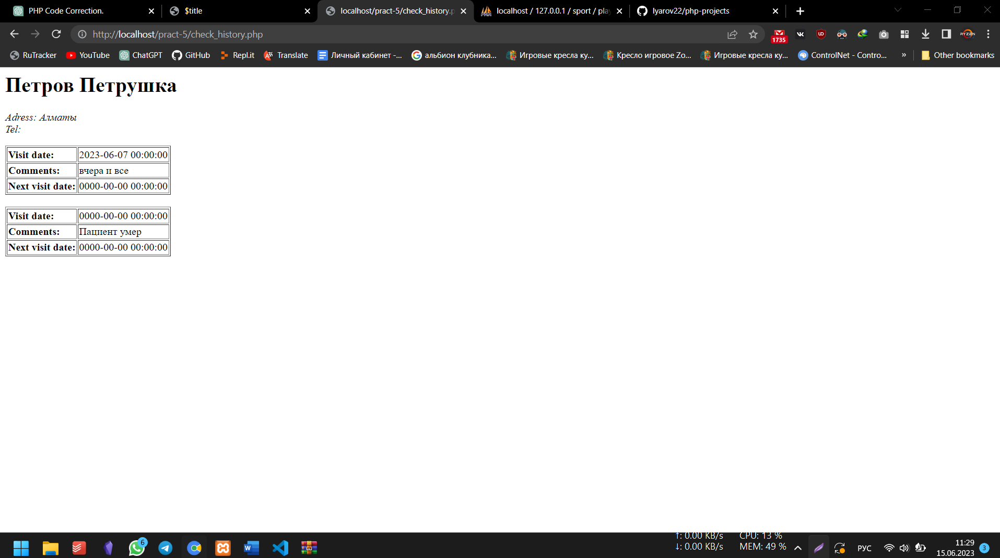 PHP Code Correction.
$title
localhost/pract-5/check_history.p
localhost / 127.0.0.1 / sport / pla
lyarov22/php-projects
http://localhost/pract-5/check_history.php
1735
RYZEN
RuTracker
YouTube
ChatGPT
GitHub
Repl.it
Translate
Личный кабинет -...
альбион клубника...
Игровые кресла ку...
Кресло игровое Zo...
Игровые кресла ку...
ControlNet - Contro...
»
Other bookmarks
Петров Петрушка
Adress: Алматы
Tel:
Visit date: 2023-06-07 00:00:00
Comments: вчера и все
Next visit date: 0000-00-00 00:00:00
Visit date: 0000-00-00 00:00:00
Comments: Пациент умер
Next visit date: 0000-00-00 00:00:00
6
↑: 0.00 KB/s CPU: 13 %
↓: 0.00 KB/s MEM: 49 %
РУС
11:29
15.06.2023
3